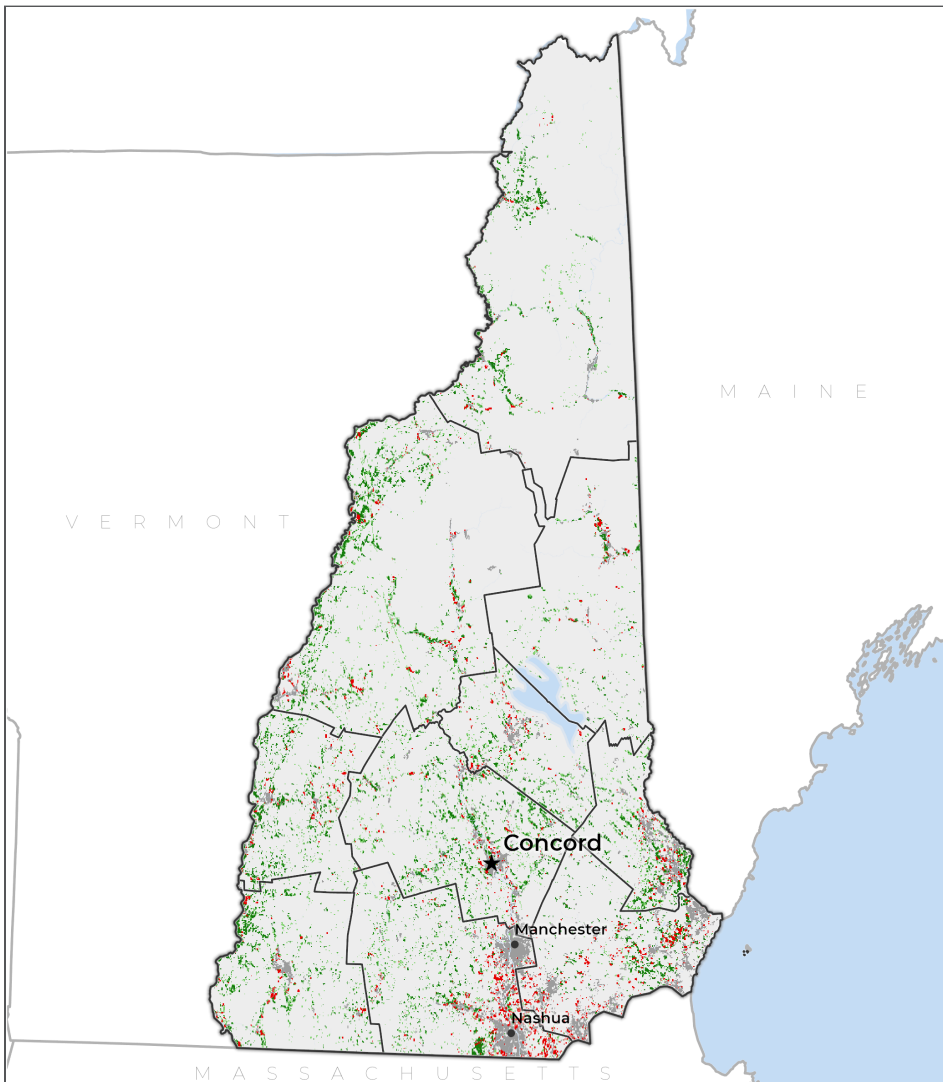 MAINE
VERMONT
Concord
Manchester
Nashua
MASSACHUSETTS